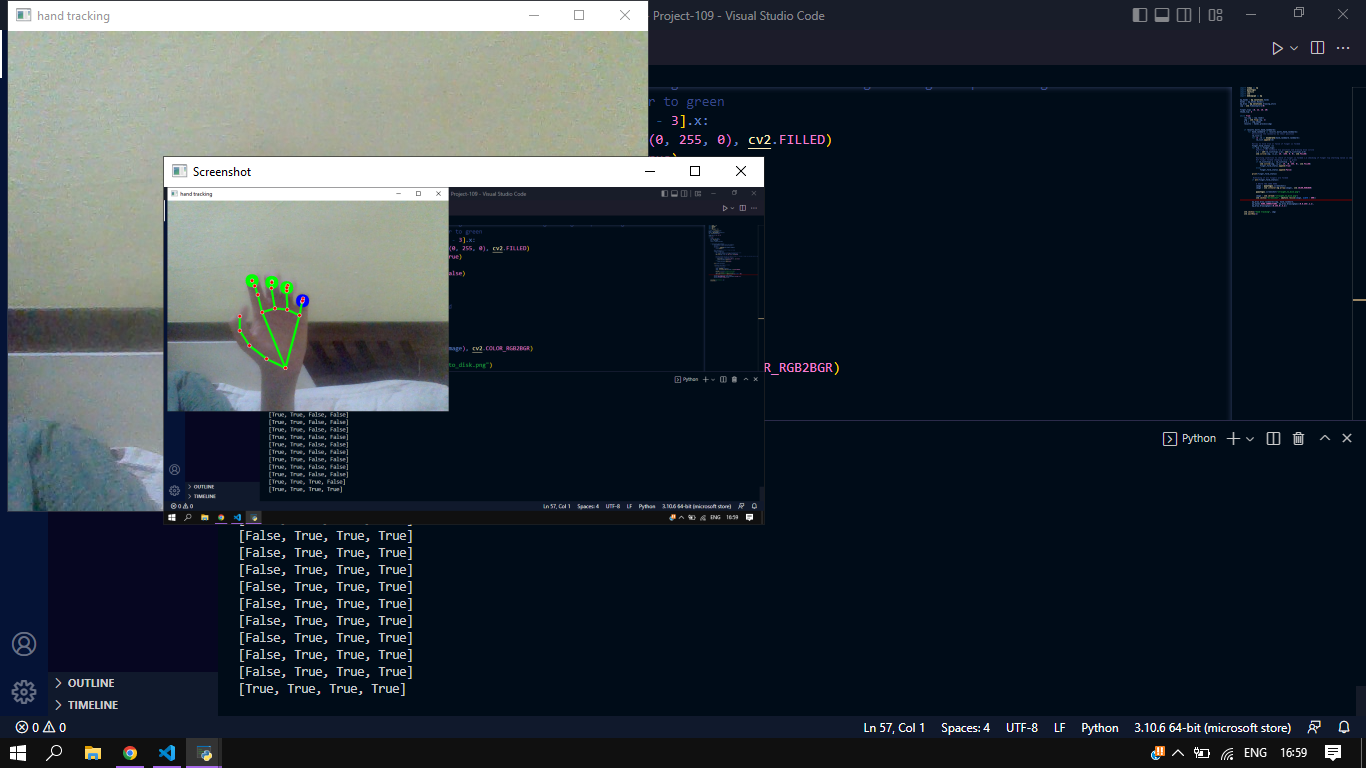 hand tracking
Project-109 - Visual Studio Code
r to green
- 3].x:
(0, 255, 0), cv2.FILLED)
Screenshot
hand tracking
Project-109 - Visual Studio Code
r to green
- 3].x:
(0, 255, 0), cv2.FILLED)
rue)
alse)
mage), cv2.COLOR_RGB2BGR)
to_disk.png")
Python
[True, True, False, False]
[True, True, False, False]
[True, True, False, False]
[True, True, False, False]
[True, True, False, False]
[True, True, False, False]
[True, True, False, False]
[True, True, False, False]
[True, True, False, False]
[True, True, True, False]
[True, True, True, True]
OUTLINE
TIMELINE
0 0
Ln 57, Col 1 Spaces: 4 UTF-8 LF Python 3.10.6 64-bit (microsoft store)
ENG 16:59
R_RGB2BGR)
Python
[False, True, True, True]
[False, True, True, True]
[False, True, True, True]
[False, True, True, True]
[False, True, True, True]
[False, True, True, True]
[False, True, True, True]
[False, True, True, True]
[False, True, True, True]
[True, True, True, True]
OUTLINE
TIMELINE
0 0
Ln 57, Col 1 Spaces: 4 UTF-8 LF Python 3.10.6 64-bit (microsoft store)
ENG 16:59